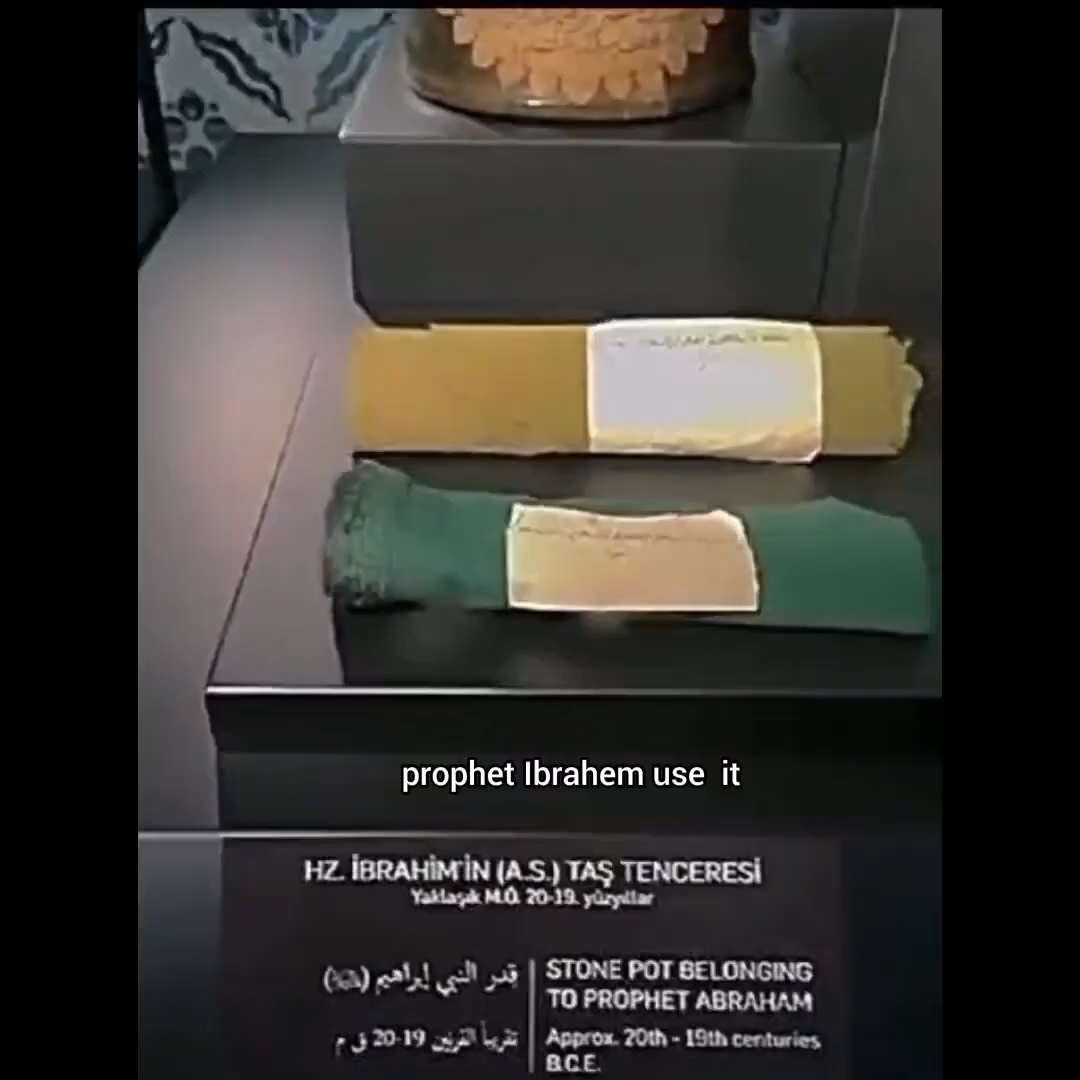 prophet Ibrahem use it
HZ. İBRAHİM'İN (A.S.) TAŞ TENCERESİ
Yaklaşık M.Ö. 20-19. yüzyıllar
قدر النبي إبراهيم
تقريباً القرنين 19-20 ق م
STONE POT BELONGING
TO PROPHET ABRAHAM
Approx. 20th - 19th centuries
B.C.E.